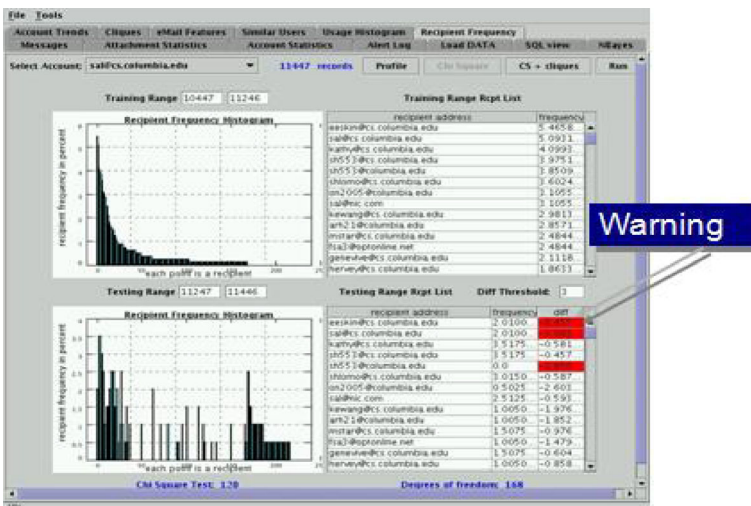 File Tools
Account Trends Cliques eMail Features Similar Users Usage Histogram Recipient Frequency
Messages Attachment Statistics Account Statistics Alert Log Load DATA SQL view NBayes
Select Account: sal@cs.columbia.edu 11447 records Profile Chi Square CS + cliques Run
Training Range 10447 11246 Training Range Rcpt List
Recipient Frequency Histogram
recipient frequency in percent
each point is a recipient
recipient address frequency
eeskin@cs.columbia.edu 5.4658...
sal@cs.columbia.edu 5.0931...
kathy@cs.columbia.edu 4.0993...
sh553@cs.columbia.edu 3.9751...
sh553@columbia.edu 3.8509...
shlomo@cs.columbia.edu 3.6024...
on2005@columbia.edu 3.1055...
sal@nic.com 3.1055...
kewang@cs.columbia.edu 2.9813...
arh21@columbia.edu 2.8571...
mstar@cs.columbia.edu 2.4844...
fsa3@optonline.net 2.4844...
genevive@cs.columbia.edu 2.1118...
hervey@cs.columbia.edu 1.8633...
Warning
Testing Range 11247 11446 Testing Range Rcpt List Diff Threshold: 3
Recipient Frequency Histogram
recipient frequency in percent
each point is a recipient
recipient address frequency diff
eeskin@cs.columbia.edu 2.0100...
sal@cs.columbia.edu 2.0100...
kathy@cs.columbia.edu 3.5175... -0.581...
sh553@cs.columbia.edu 3.5175 -0.457...
sh553@columbia.edu 0.0
shlomo@cs.columbia.edu 3.0150... -0.587...
on2005@columbia.edu 0.5025... -2.603...
sal@nic.com 2.5125... -0.593...
kewang@cs.columbia.edu 1.0050... -1.976...
arh21@columbia.edu 1.0050... -1.852...
mstar@cs.columbia.edu 1.5075... -0.976...
fsa3@optonline.net 1.0050... -1.479...
genevive@cs.columbia.edu 1.5075... -0.604...
hervey@cs.columbia.edu 1.0050... -0.858...
Chi Square Test: 120 Degrees of freedom: 168